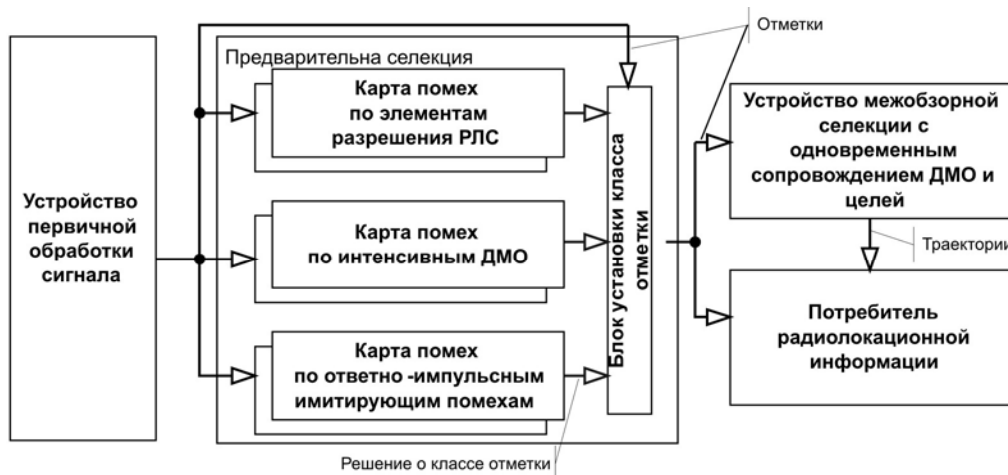 Отметки
Предварительна селекция
Устройство
первичной
обработки
сигнала
Карта помех
по элементам
разрешения РЛС
Карта помех
по интенсивным ДМО
Карта помех
по ответно -импульсным
имитирующим помехам
Блок установки класса
отметки
Устройство межобзорной
селекции с
одновременным
сопровождением ДМО и
целей
Траектории
Потребитель
радиолокационной
информации
Решение о классе отметки